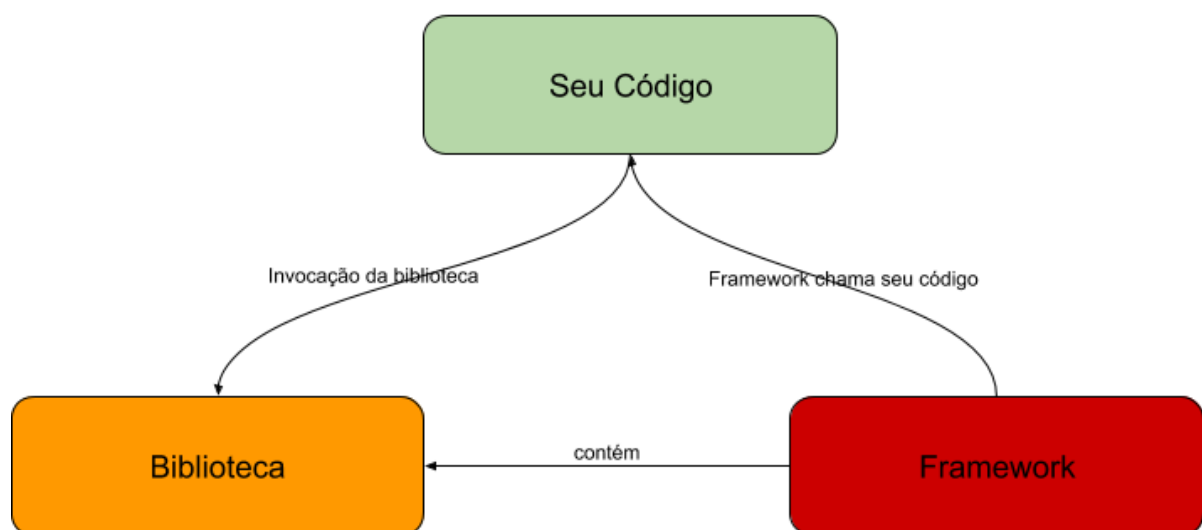 Seu Código
Invocação da biblioteca
Framework chama seu código
Biblioteca
contém
Framework